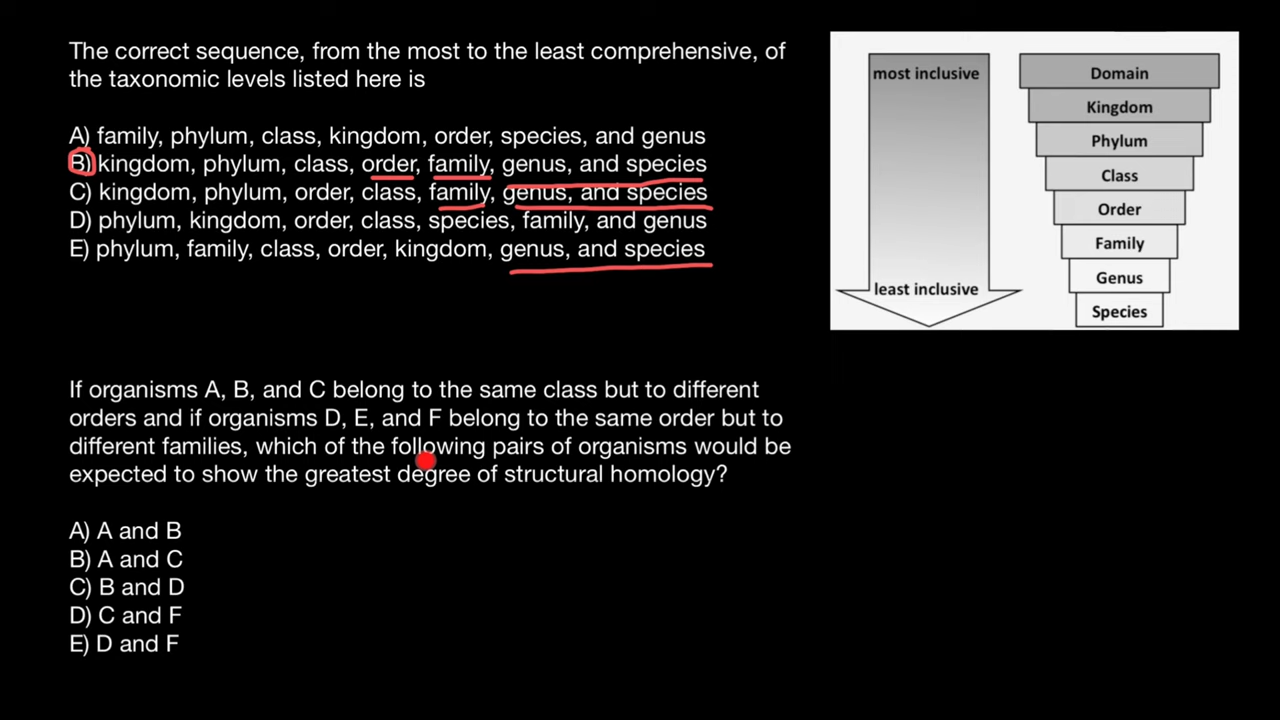 The correct sequence, from the most to the least comprehensive, of
the taxonomic levels listed here is
A) family, phylum, class, kingdom, order, species, and genus
B) kingdom, phylum, class, order, family, genus, and species
C) kingdom, phylum, order, class, family, genus, and species
D) phylum, kingdom, order, class, species, family, and genus
E) phylum, family, class, order, kingdom, genus, and species
most inclusive
least inclusive
Domain
Kingdom
Phylum
Class
Order
Family
Genus
Species
If organisms A, B, and C belong to the same class but to different
orders and if organisms D, E, and F belong to the same order but to
different families, which of the following pairs of organisms would be
expected to show the greatest degree of structural homology?
A) A and B
B) A and C
C) B and D
D) C and F
E) D and F